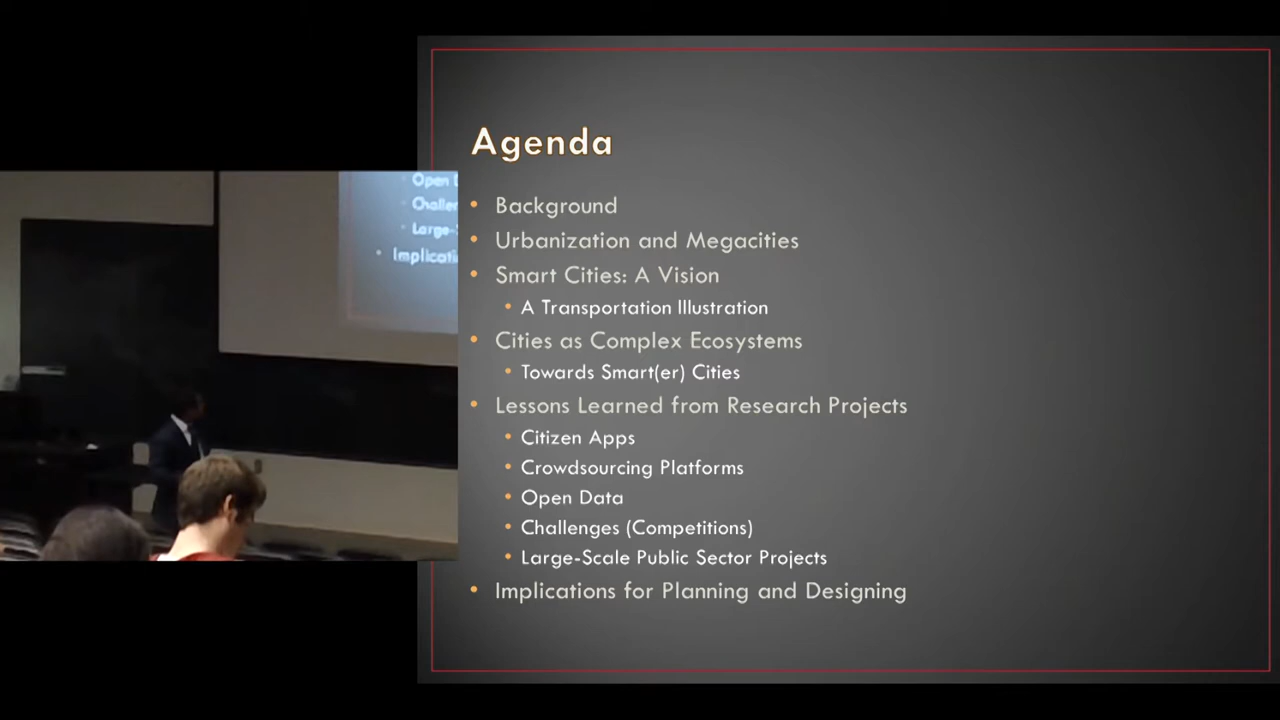 Agenda
• Background
• Urbanization and Megacities
• Smart Cities: A Vision
• A Transportation Illustration
• Cities as Complex Ecosystems
• Towards Smart(er) Cities
• Lessons Learned from Research Projects
• Citizen Apps
• Crowdsourcing Platforms
• Open Data
• Challenges (Competitions)
• Large-Scale Public Sector Projects
• Implications for Planning and Designing
• Open
• Large-